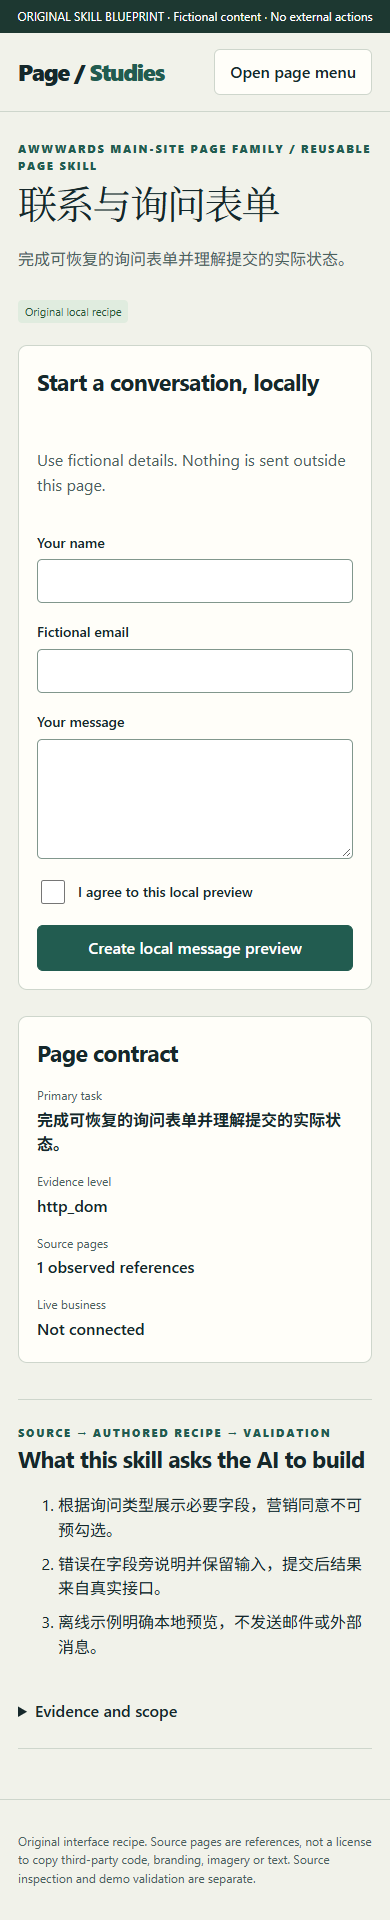 ORIGINAL SKILL BLUEPRINT · Fictional content · No external actions
Page / Studies
Open page menu
AWWWARDS MAIN-SITE PAGE FAMILY / REUSABLE
PAGE SKILL
联系与询问表单
完成可恢复的询问表单并理解提交的实际状态。
Original local recipe
Start a conversation, locally
Use fictional details. Nothing is sent outside
this page.
Your name
Fictional email
Your message
I agree to this local preview
Create local message preview
Page contract
Primary task
完成可恢复的询问表单并理解提交的实际状
态。
Evidence level
http_dom
Source pages
1 observed references
Live business
Not connected
SOURCE → AUTHORED RECIPE → VALIDATION
What this skill asks the AI to build
1. 根据询问类型展示必要字段，营销同意不可
预勾选。
2. 错误在字段旁说明并保留输入，提交后结果
来自真实接口。
3. 离线示例明确本地预览，不发送邮件或外部
消息。
▶ Evidence and scope
Original interface recipe. Source pages are references, not a license
to copy third-party code, branding, imagery or text. Source
inspection and demo validation are separate.